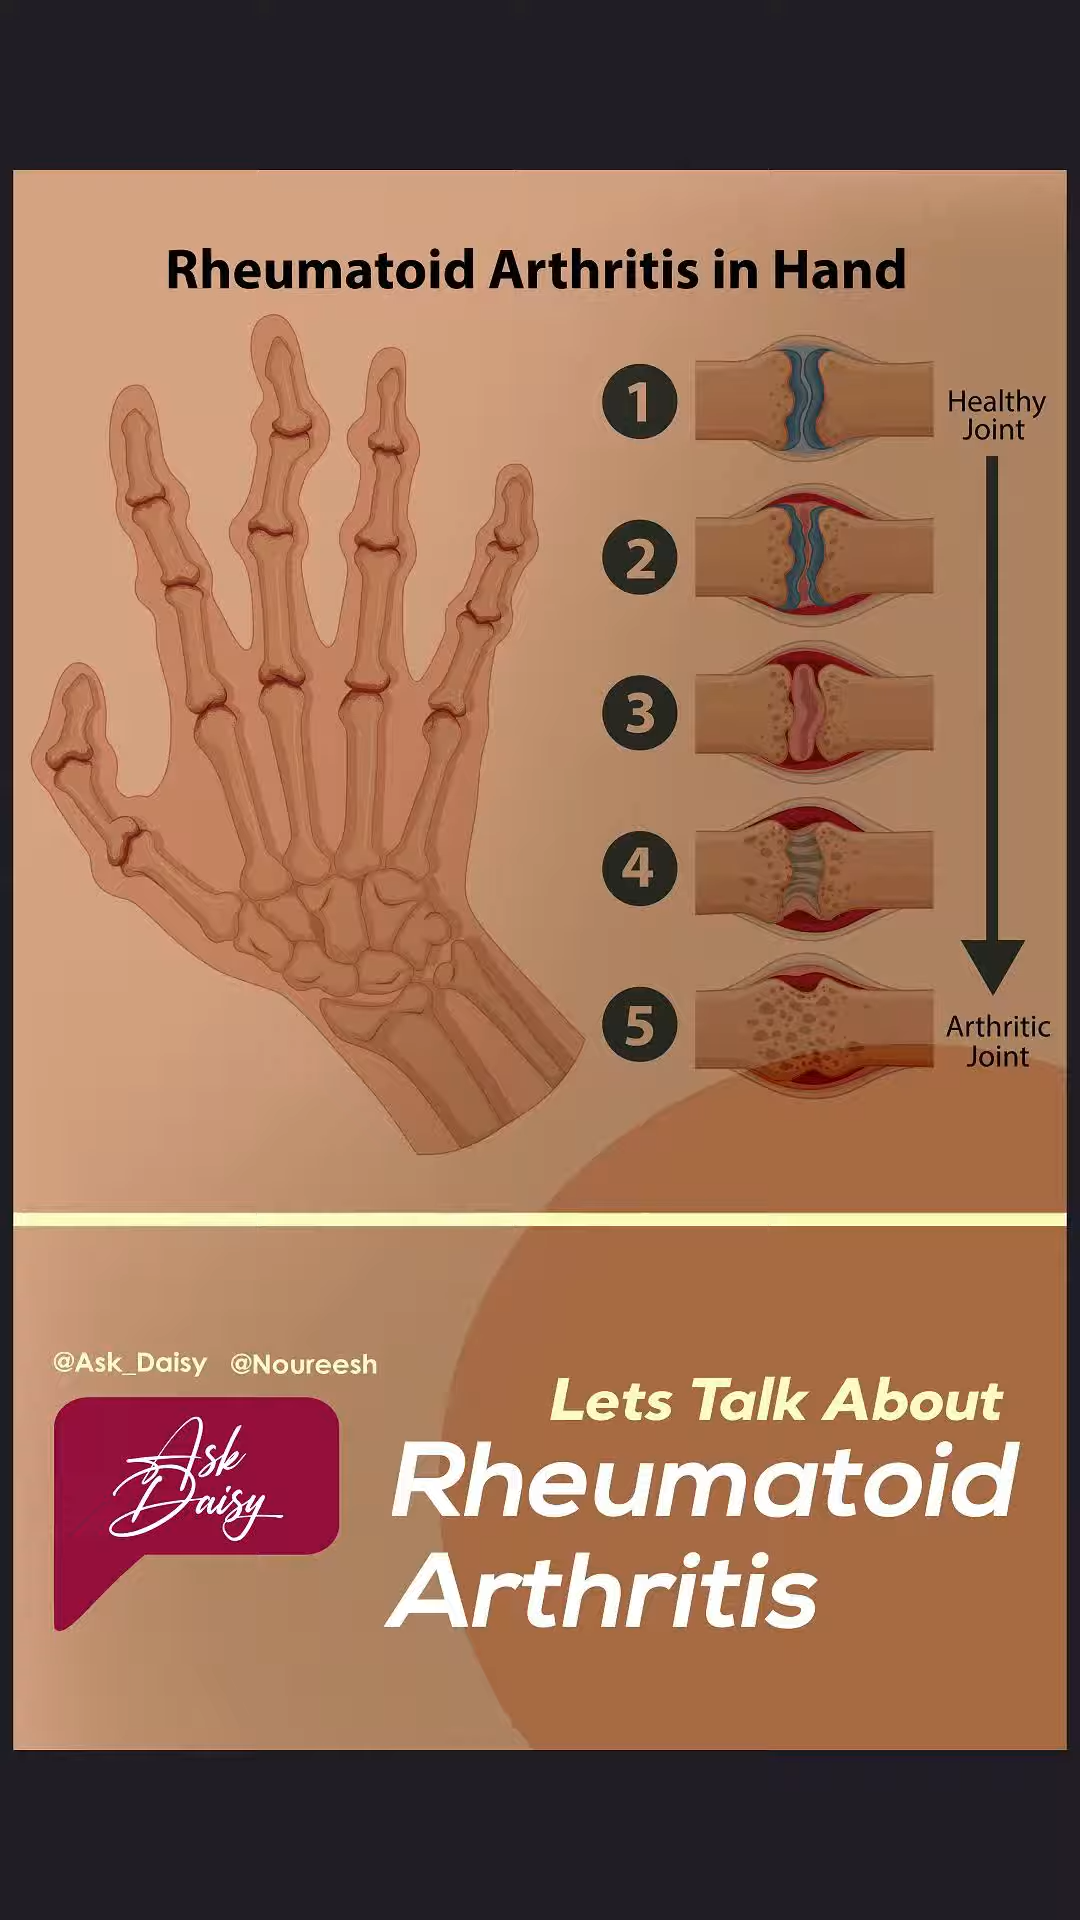 Rheumatoid Arthritis in Hand
1
Healthy
Joint
2
3
4
5
Arthritic
Joint
@Ask_Daisy @Noureesh
Ask
Daisy
Lets Talk About
Rheumatoid
Arthritis